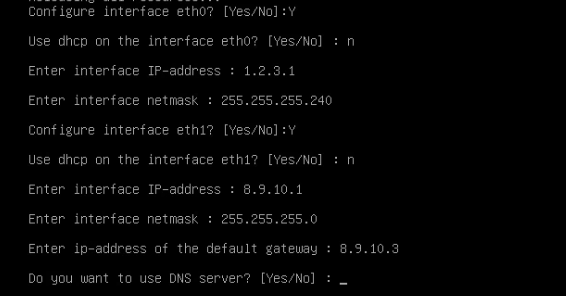 Configure interface eth0? [Yes/No]:Y
Use dhcp on the interface eth0? [Yes/No] : n
Enter interface IP-address : 1.2.3.1
Enter interface netmask : 255.255.255.240
Configure interface eth1? [Yes/No]:Y
Use dhcp on the interface eth1? [Yes/No] : n
Enter interface IP-address : 8.9.10.1
Enter interface netmask : 255.255.255.0
Enter ip-address of the default gateway : 8.9.10.3
Do you want to use DNS server? [Yes/No] : _